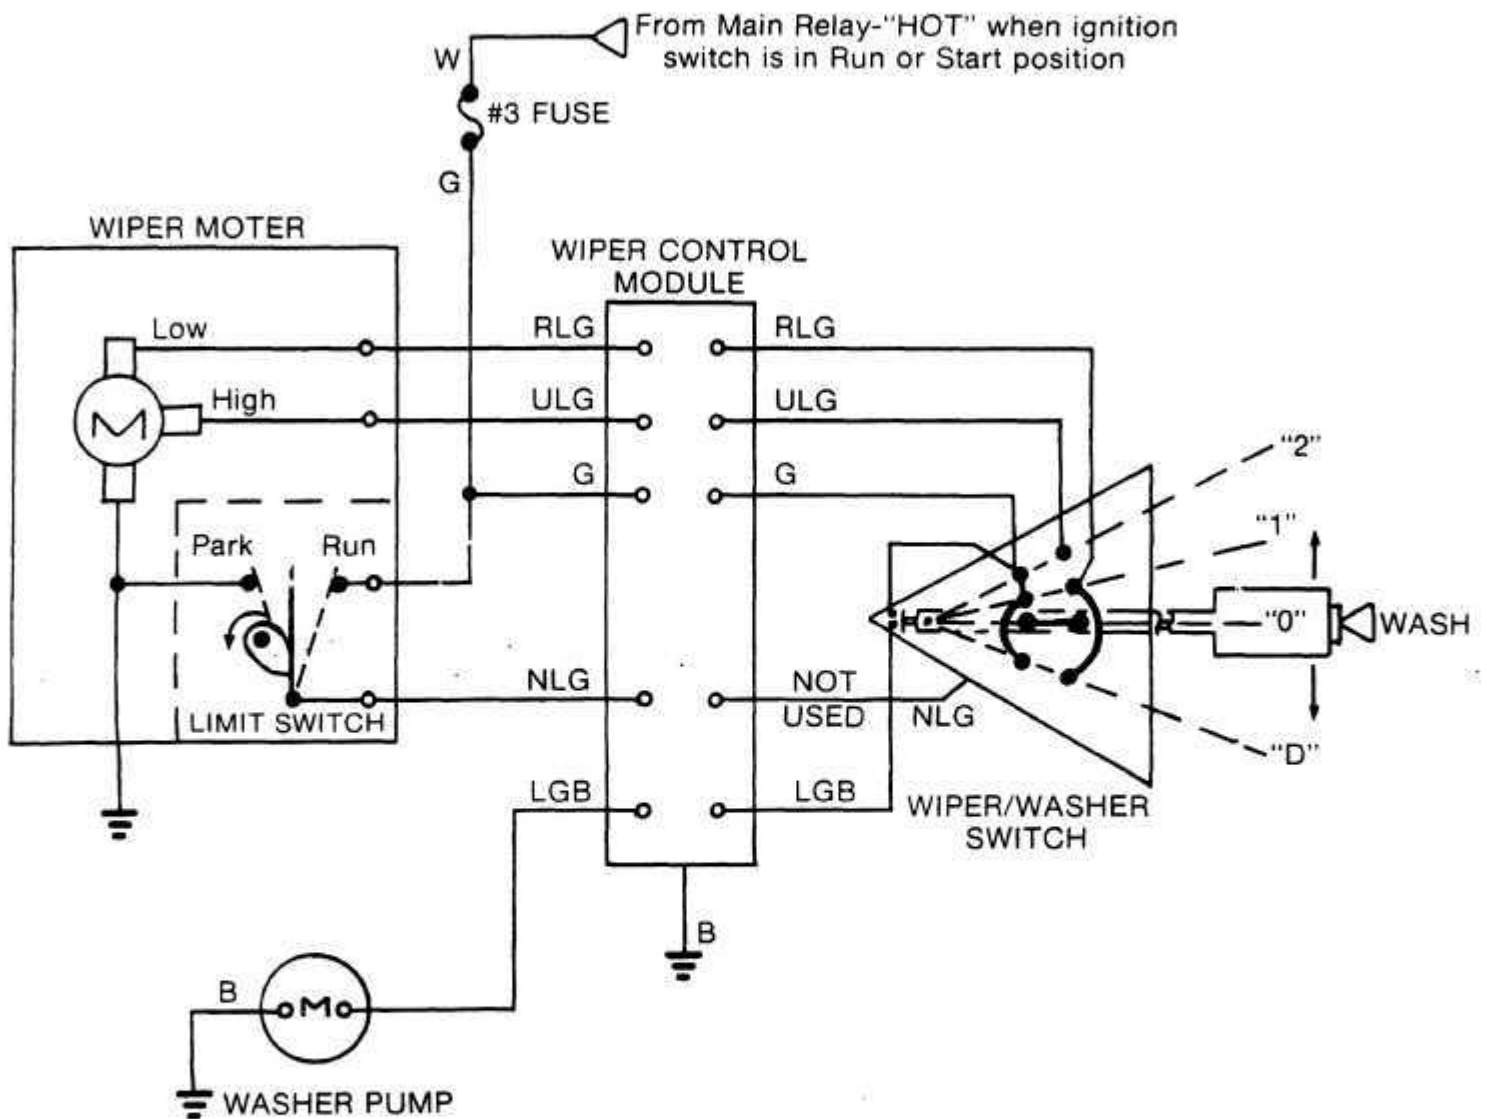 From Main Relay-"HOT" when ignition
switch is in Run or Start position
W
#3 FUSE
G
WIPER MOTER
WIPER CONTROL
MODULE
Low
RLG
RLG
High
ULG
ULG
M
G
G
"2"
"1"
Park
Run
"0"
WASH
NLG
NOT
USED
NLG
LIMIT SWITCH
"D"
LGB
LGB
WIPER/WASHER
SWITCH
B
B
M
WASHER PUMP